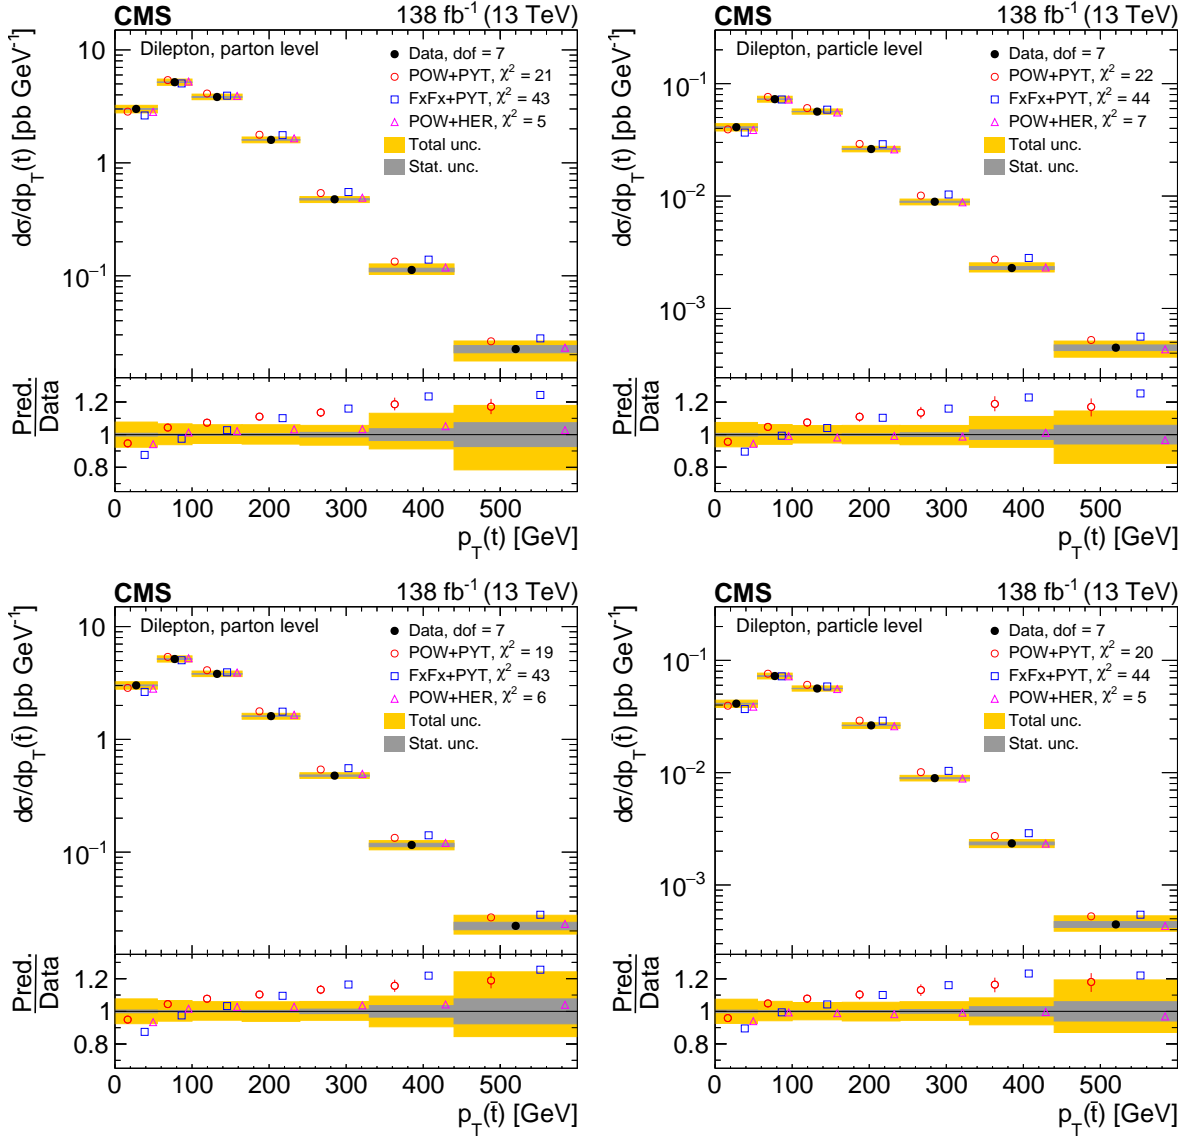 CMS 138 fb⁻¹ (13 TeV)
dσ/dp_T(t) [pb GeV⁻¹]
Dilepton, parton level
Data, dof = 7
POW+PYT, χ² = 21
FxFx+PYT, χ² = 43
POW+HER, χ² = 5
Total unc.
Stat. unc.
10
1
10⁻¹
Pred.
Data
1.2
1
0.8
0 100 200 300 400 500
p_T(t) [GeV]
CMS 138 fb⁻¹ (13 TeV)
dσ/dp_T(t) [pb GeV⁻¹]
Dilepton, particle level
Data, dof = 7
POW+PYT, χ² = 22
FxFx+PYT, χ² = 44
POW+HER, χ² = 7
Total unc.
Stat. unc.
10⁻¹
10⁻²
10⁻³
Pred.
Data
1.2
1
0.8
0 100 200 300 400 500
p_T(t) [GeV]
CMS 138 fb⁻¹ (13 TeV)
dσ/dp_T(t̄) [pb GeV⁻¹]
Dilepton, parton level
Data, dof = 7
POW+PYT, χ² = 19
FxFx+PYT, χ² = 43
POW+HER, χ² = 6
Total unc.
Stat. unc.
10
1
10⁻¹
Pred.
Data
1.2
1
0.8
0 100 200 300 400 500
p_T(t̄) [GeV]
CMS 138 fb⁻¹ (13 TeV)
dσ/dp_T(t̄) [pb GeV⁻¹]
Dilepton, particle level
Data, dof = 7
POW+PYT, χ² = 20
FxFx+PYT, χ² = 44
POW+HER, χ² = 5
Total unc.
Stat. unc.
10⁻¹
10⁻²
10⁻³
Pred.
Data
1.2
1
0.8
0 100 200 300 400 500
p_T(t̄) [GeV]